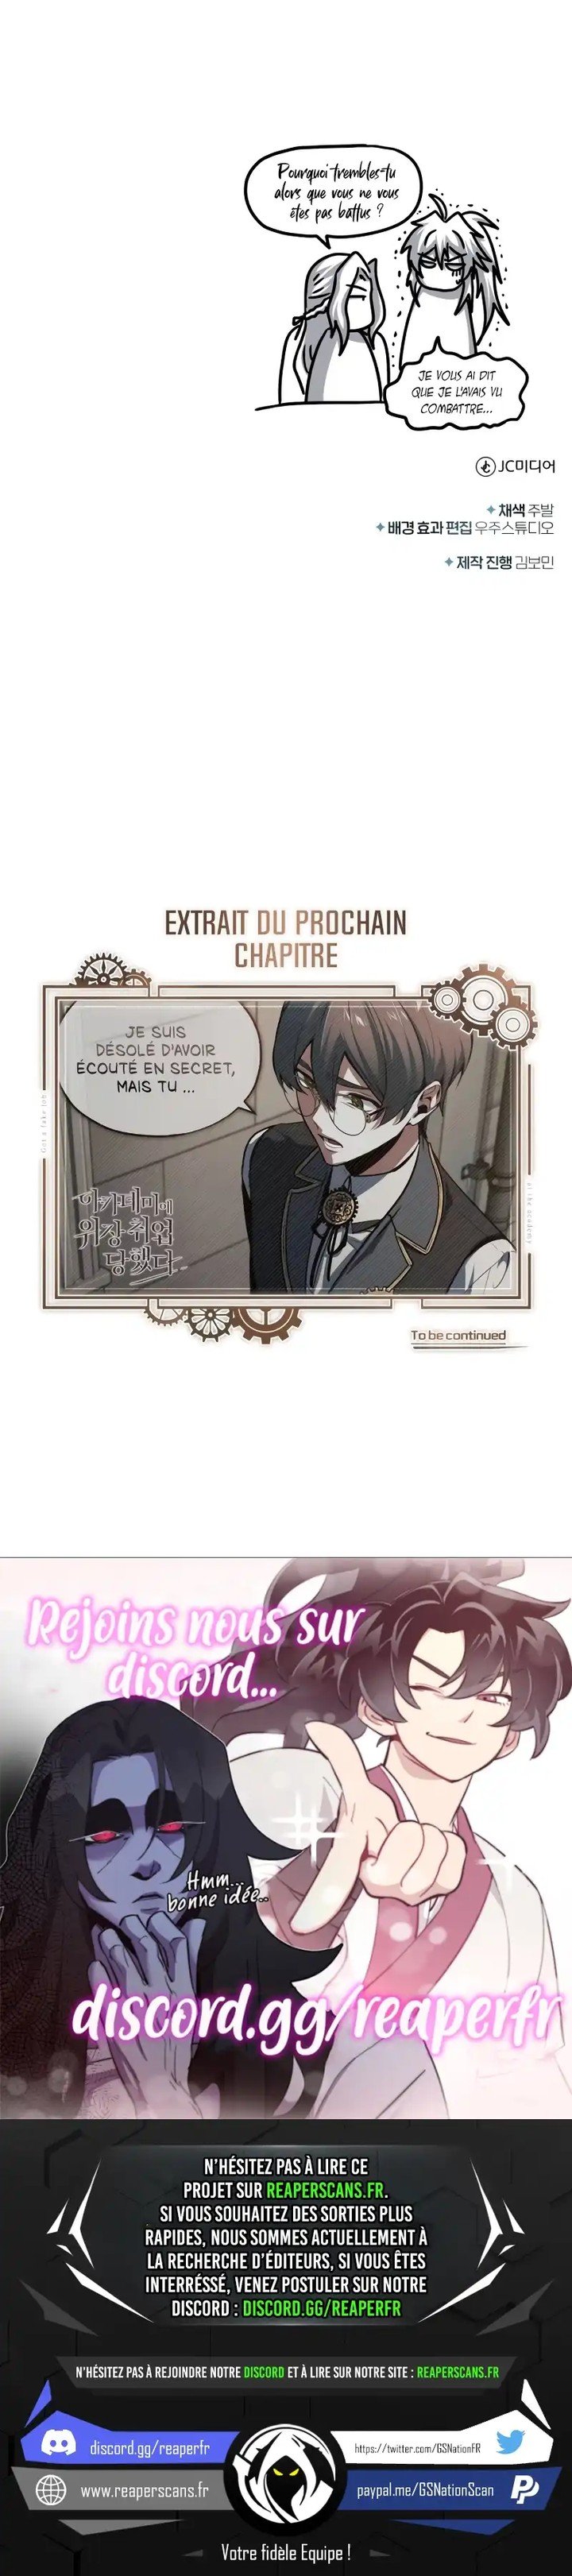 Pourquoi trembles-tu
alors que vous ne vous
êtes pas battus ?
JE VOUS AI DIT
QUE JE L'AVAIS VU
COMBATTRE...
JC미디어
채색 주발
배경 효과 편집 우주스튜디오
제작 진행 김보민
EXTRAIT DU PROCHAIN
CHAPITRE
JE SUIS
DÉSOLÉ D'AVOIR
ÉCOUTÉ EN SECRET,
MAIS TU ...
Got a fake job
at the academy
아카데미에
위장 취업
당했다
To be continued
Rejoins nous sur
discord...
Hmm...
bonne idée...
discord.gg/reaperfr
N'HÉSITEZ PAS À LIRE CE
PROJET SUR REAPERSCANS.FR.
SI VOUS SOUHAITEZ DES SORTIES PLUS
RAPIDES, NOUS SOMMES ACTUELLEMENT À
LA RECHERCHE D'ÉDITEURS, SI VOUS ÊTES
INTERRÉSSÉ, VENEZ POSTULER SUR NOTRE
DISCORD : DISCORD.GG/REAPERFR
N'HÉSITEZ PAS À REJOINDRE NOTRE DISCORD ET À LIRE SUR NOTRE SITE : REAPERSCANS.FR
discord.gg/reaperfr
https://twitter.com/GSNationFR
www.reaperscans.fr
paypal.me/GSNationScan
Votre fidèle Equipe !